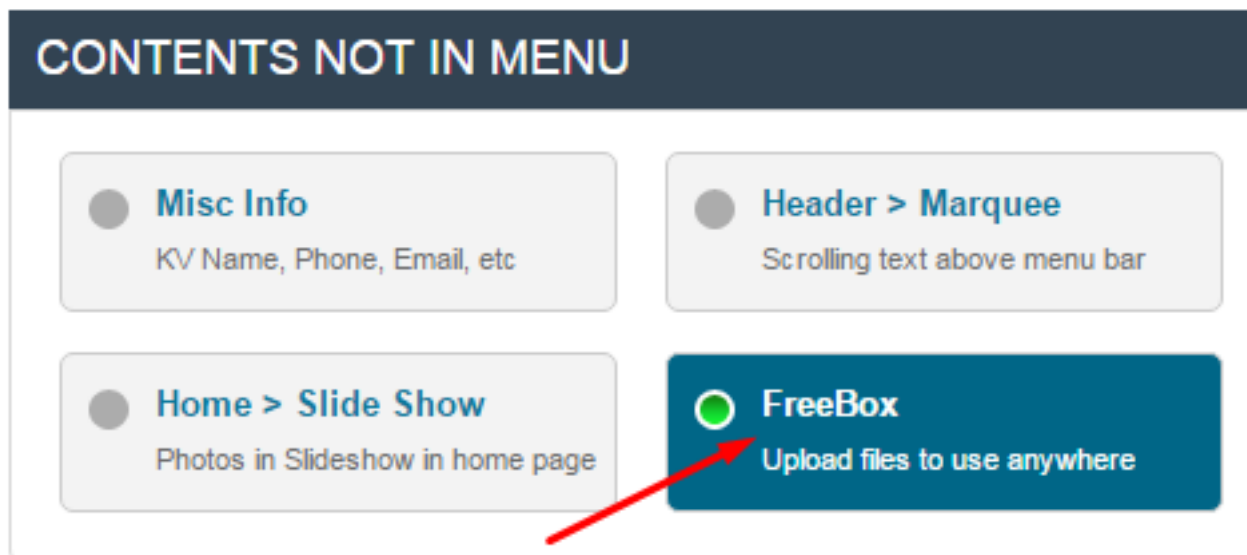 CONTENTS NOT IN MENU
Misc Info
KV Name, Phone, Email, etc
Header > Marquee
Scrolling text above menu bar
Home > Slide Show
Photos in Slideshow in home page
FreeBox
Upload files to use anywhere